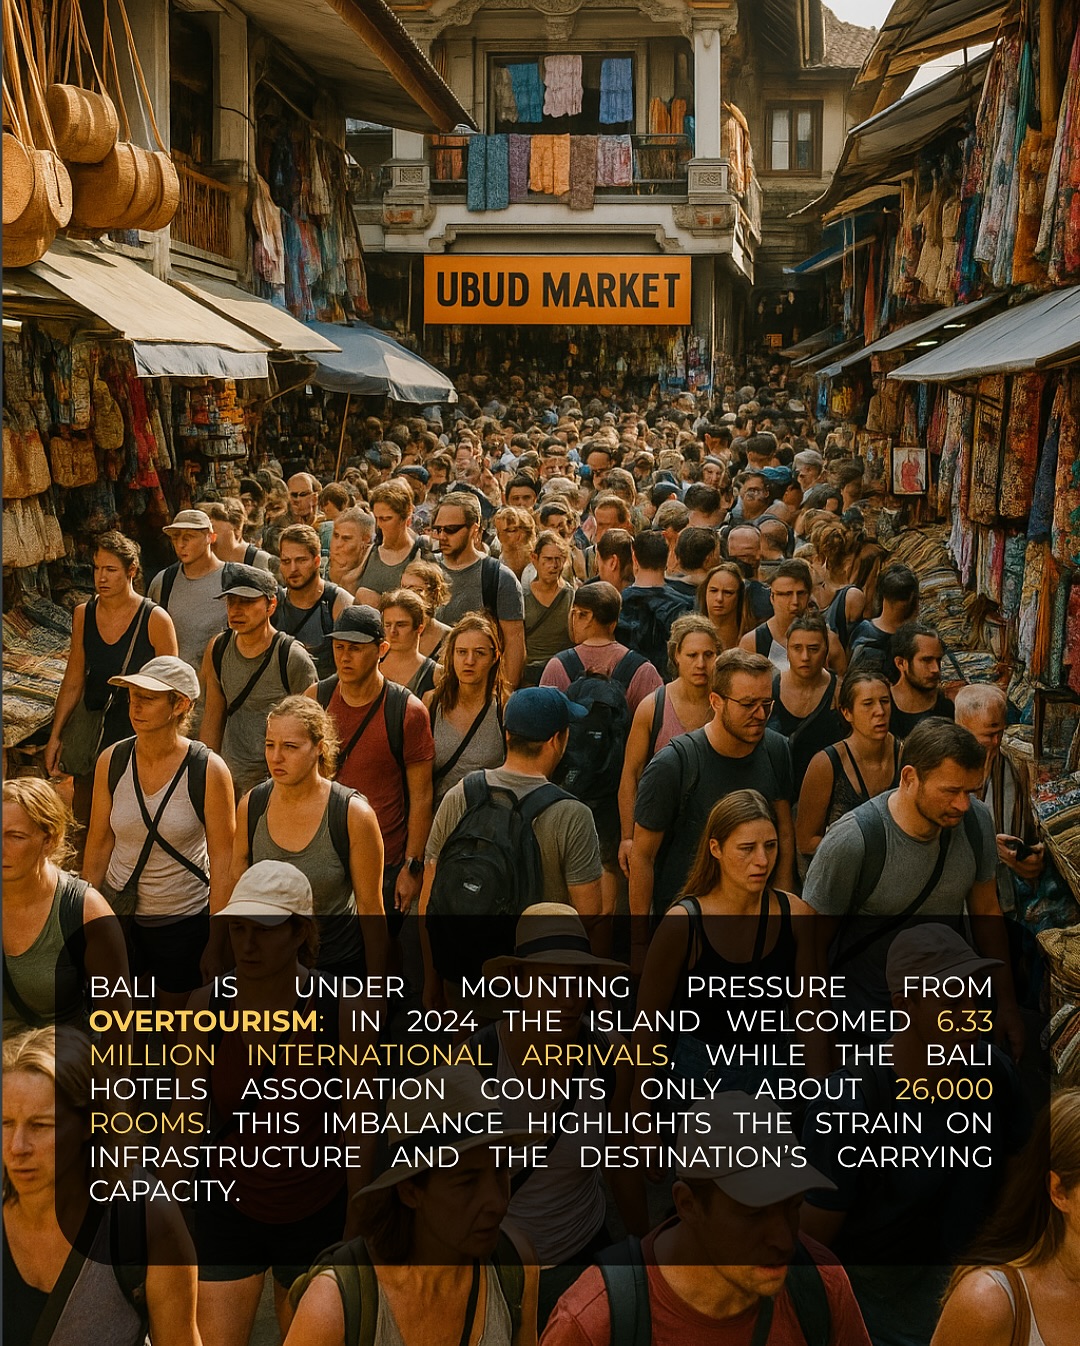 UBUD MARKET
BALI IS UNDER MOUNTING PRESSURE FROM
OVERTOURISM: IN 2024 THE ISLAND WELCOMED 6.33
MILLION INTERNATIONAL ARRIVALS, WHILE THE BALI
HOTELS ASSOCIATION COUNTS ONLY ABOUT 26,000
ROOMS. THIS IMBALANCE HIGHLIGHTS THE STRAIN ON
INFRASTRUCTURE AND THE DESTINATION'S CARRYING
CAPACITY.